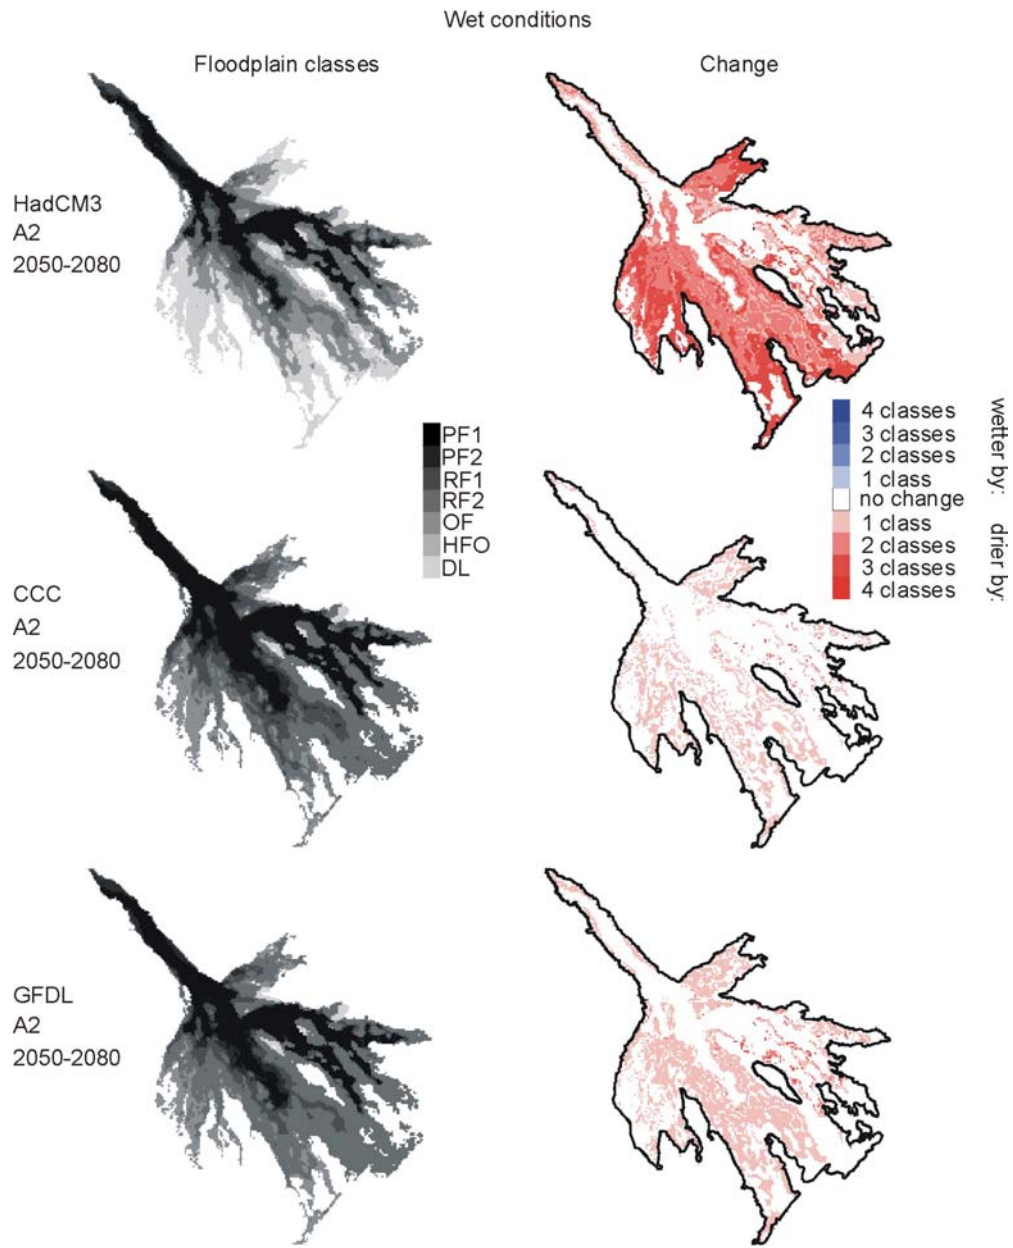 Wet conditions
Floodplain classes
Change
HadCM3
A2
2050-2080
PF1
PF2
RF1
RF2
OF
HFO
DL
4 classes
3 classes
2 classes
1 class
no change
1 class
2 classes
3 classes
4 classes
wetter by:
drier by:
CCC
A2
2050-2080
GFDL
A2
2050-2080